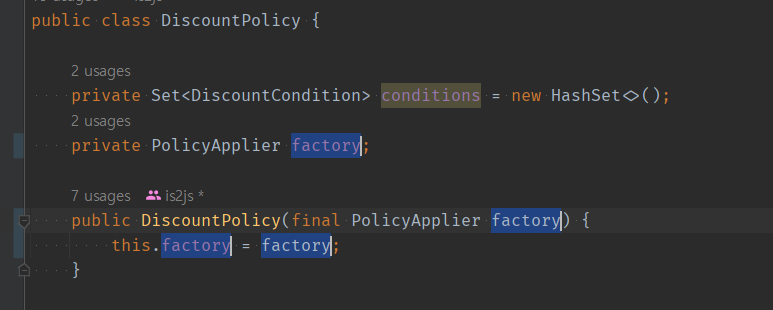 public class DiscountPolicy {
2 usages
private Set<DiscountCondition> conditions = new HashSet<>();
2 usages
private PolicyApplier factory;
7 usages is2js *
public DiscountPolicy(final PolicyApplier factory) {
this.factory = factory;
}